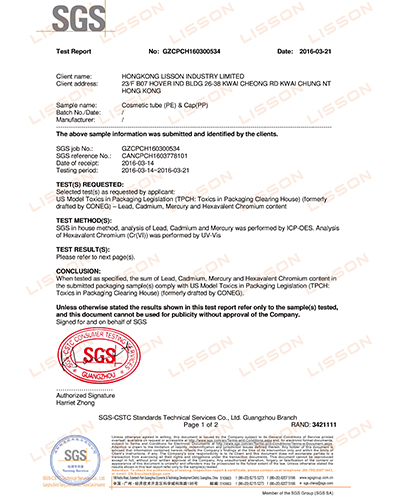 SGS
Test Report No: GZCPCH160300534 Date: 2016-03-21
Client name: HONGKONG LISSON INDUSTRY LIMITED
Client address: 23/F B07 HOVER IND BLDG 26-38 KWAI CHEONG RD KWAI CHUNG NT
HONG KONG
Sample name: Cosmetic tube (PE) & Cap(PP)
Batch No./Date: /
Manufacturer: /
The above sample information was submitted and identified by the clients.
SGS job No.: GZCPCH160300534
SGS reference No.: CANCPCH1603778101
Date of receipt: 2016-03-14
Testing period: 2016-03-14~2016-03-21
TEST(S) REQUESTED:
Selected test(s) as requested by applicant:
US Model Toxics in Packaging Legislation (TPCH: Toxics in Packaging Clearing House) (formerly
drafted by CONEG) – Lead, Cadmium, Mercury and Hexavalent Chromium content
TEST METHOD(S):
SGS in house method, analysis of Lead, Cadmium and Mercury was performed by ICP-OES. Analysis
of Hexavalent Chromium (Cr(VI)) was performed by UV-Vis
TEST RESULT(S):
Please refer to next page(s).
CONCLUSION:
When tested as specified, the sum of Lead, Cadmium, Mercury and Hexavalent Chromium content in
the submitted packaging sample(s) comply with US Model Toxics in Packaging Legislation (TPCH:
Toxics in Packaging Clearing House) (formerly drafted by CONEG).
Unless otherwise stated the results shown in this test report refer only to the sample(s) tested,
and this document cannot be used for publicity without approval of the Company.
Signed for and on behalf of SGS
SGS-CSTC CONSUMER TESTING SERVICES
SGS
GUANGZHOU
Authorized Signature
Harriet Zhong
SGS-CSTC Standards Technical Services Co., Ltd. Guangzhou Branch
Page 1 of 2 RAND: 3421111
SGS
Member of the SGS Group (SGS SA)
LISSON